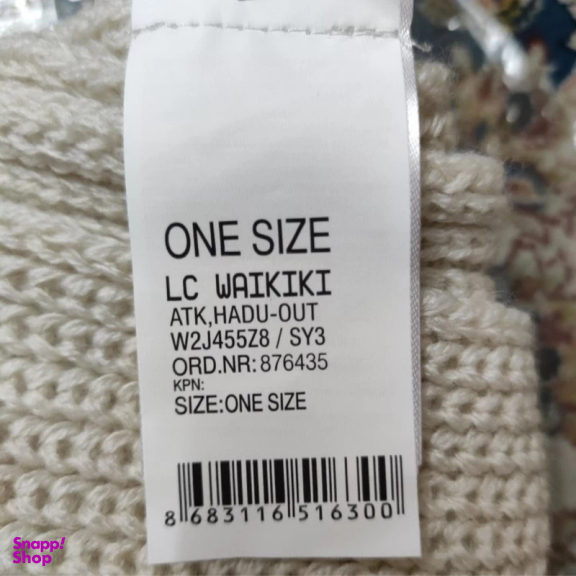 ONE SIZE
LC WAIKIKI
ATK,HADU-OUT
W2J455Z8 / SY3
ORD.NR: 876435
KPN:
SIZE:ONE SIZE
8 683116 516300
Snapp!
Shop